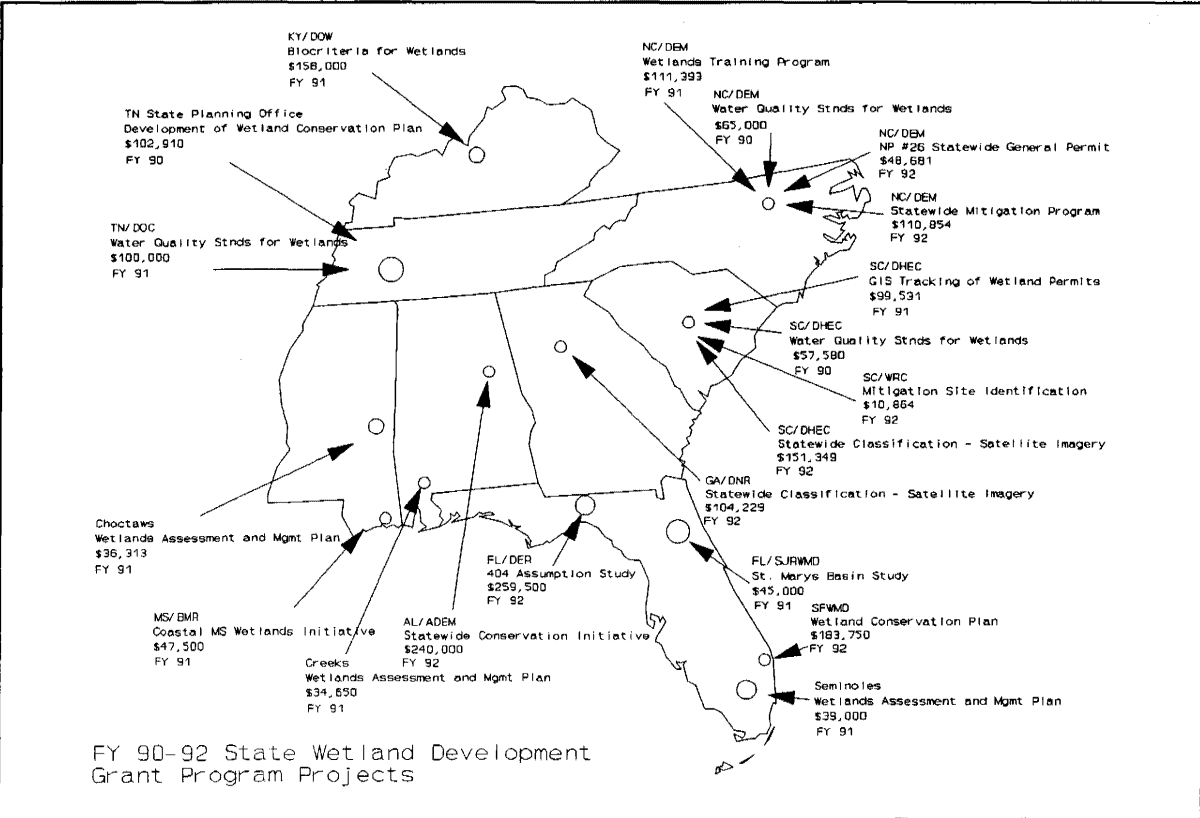 KY/DOW
Biocriteria for Wetlands
$158,000
FY 91
NC/DEM
Wetlands Training Program
$111,393
FY 91
NC/DEM
Water Quality Stnds for Wetlands
$65,000
FY 90
TN State Planning Office
Development of Wetland Conservation Plan
$102,910
FY 90
NC/DEM
NP #26 Statewide General Permit
$48,681
FY 92
NC/DEM
Statewide Mitigation Program
$110,854
FY 92
TN/DOC
Water Quality Stnds for Wetlands
$100,000
FY 91
SC/DHEC
GIS Tracking of Wetland Permits
$99,531
FY 91
SC/DHEC
Water Quality Stnds for Wetlands
$57,580
FY 90
SC/WRC
Mitigation Site Identification
$10,864
FY 92
SC/DHEC
Statewide Classification - Satellite Imagery
$151,349
FY 92
GA/DNR
Statewide Classification - Satellite Imagery
$104,229
FY 92
Choctaws
Wetlands Assessment and Mgmt Plan
$36,313
FY 91
FL/DER
404 Assumption Study
$259,500
FY 92
FL/SJRWMD
St. Marys Basin Study
$45,000
FY 91
SFWMD
Wetland Conservation Plan
$183,750
FY 92
MS/BMR
Coastal MS Wetlands Initiative
$47,500
FY 91
AL/ADEM
Statewide Conservation Initiative
$240,000
FY 92
Creeks
Wetlands Assessment and Mgmt Plan
$34,650
FY 91
Seminoles
Wetlands Assessment and Mgmt Plan
$39,000
FY 91
FY 90-92 State Wetland Development
Grant Program Projects